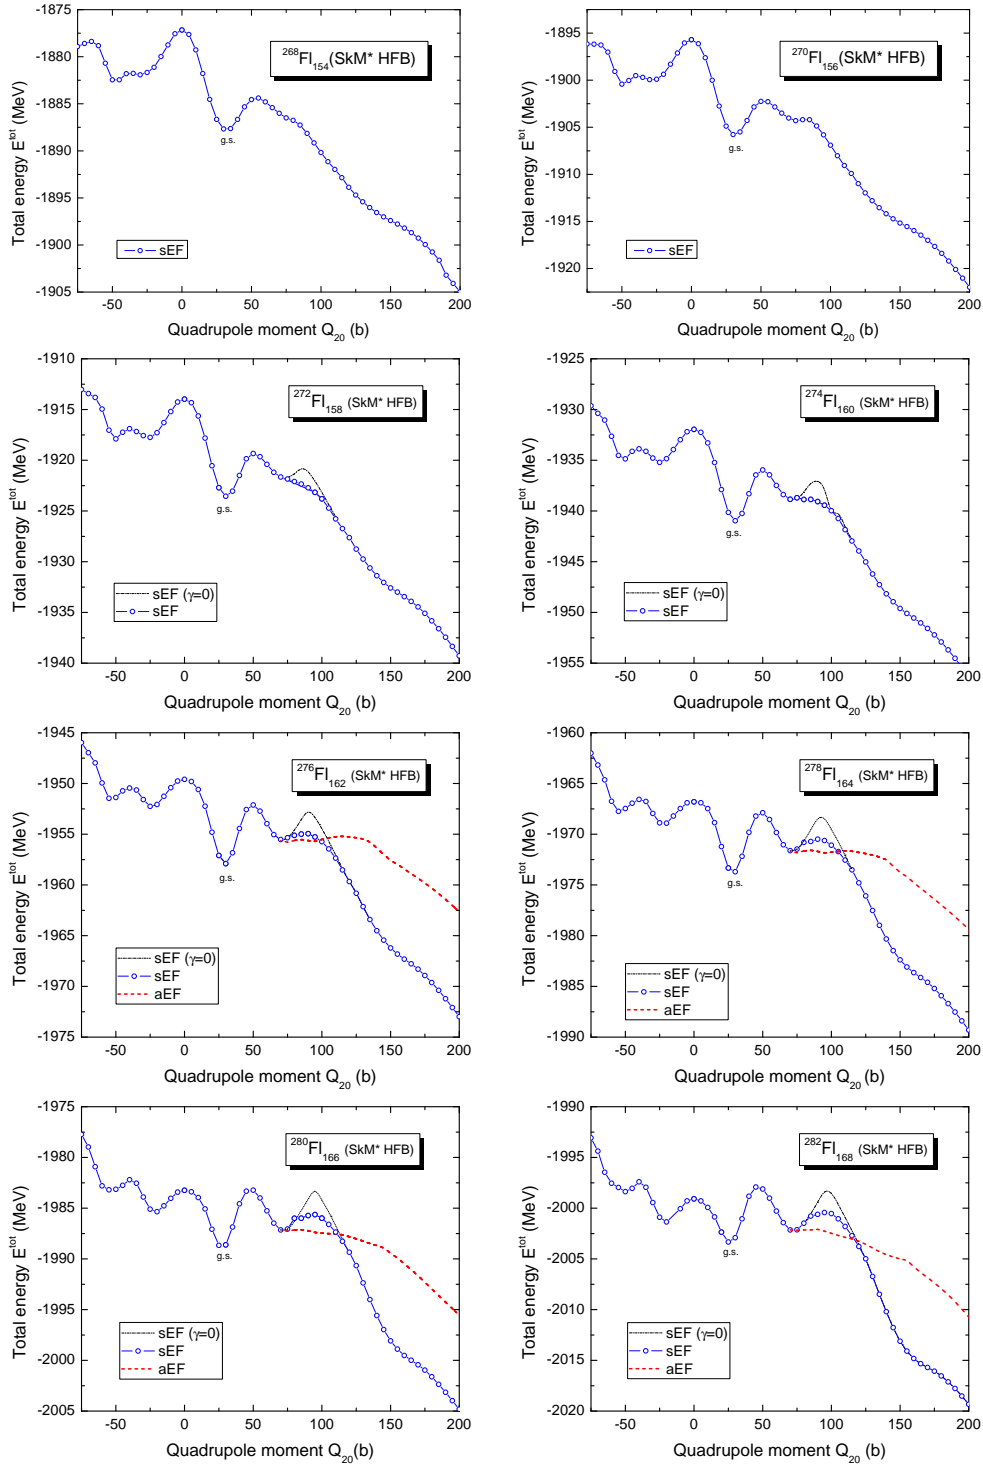 -1875
-1880
-1885
-1890
-1895
-1900
-1905
Total energy E^tot (MeV)
268Fl154(SkM* HFB)
g.s.
sEF
-50 0 50 100 150 200
Quadrupole moment Q20 (b)
-1895
-1900
-1905
-1910
-1915
-1920
Total energy E^tot (MeV)
270Fl156(SkM* HFB)
g.s.
sEF
-50 0 50 100 150 200
Quadrupole moment Q20 (b)
-1910
-1915
-1920
-1925
-1930
-1935
-1940
Total energy E^tot (MeV)
272Fl158 (SkM* HFB)
g.s.
sEF (γ=0)
sEF
-50 0 50 100 150 200
Quadrupole moment Q20 (b)
-1925
-1930
-1935
-1940
-1945
-1950
-1955
Total energy E^tot (MeV)
274Fl160 (SkM* HFB)
g.s.
sEF (γ=0)
sEF
-50 0 50 100 150 200
Quadrupole moment Q20 (b)
-1945
-1950
-1955
-1960
-1965
-1970
-1975
Total energy E^tot (MeV)
276Fl162 (SkM* HFB)
g.s.
sEF (γ=0)
sEF
aEF
-50 0 50 100 150 200
Quadrupole moment Q20 (b)
-1960
-1965
-1970
-1975
-1980
-1985
-1990
Total energy E^tot (MeV)
278Fl164 (SkM* HFB)
g.s.
sEF (γ=0)
sEF
aEF
-50 0 50 100 150 200
Quadrupole moment Q20 (b)
-1975
-1980
-1985
-1990
-1995
-2000
-2005
Total energy E^tot (MeV)
280Fl166 (SkM* HFB)
g.s.
sEF (γ=0)
sEF
aEF
-50 0 50 100 150 200
Quadrupole moment Q20(b)
-1990
-1995
-2000
-2005
-2010
-2015
-2020
Total energy E^tot (MeV)
282Fl168 (SkM* HFB)
g.s.
sEF (γ=0)
sEF
aEF
-50 0 50 100 150 200
Quadrupole moment Q20 (b)